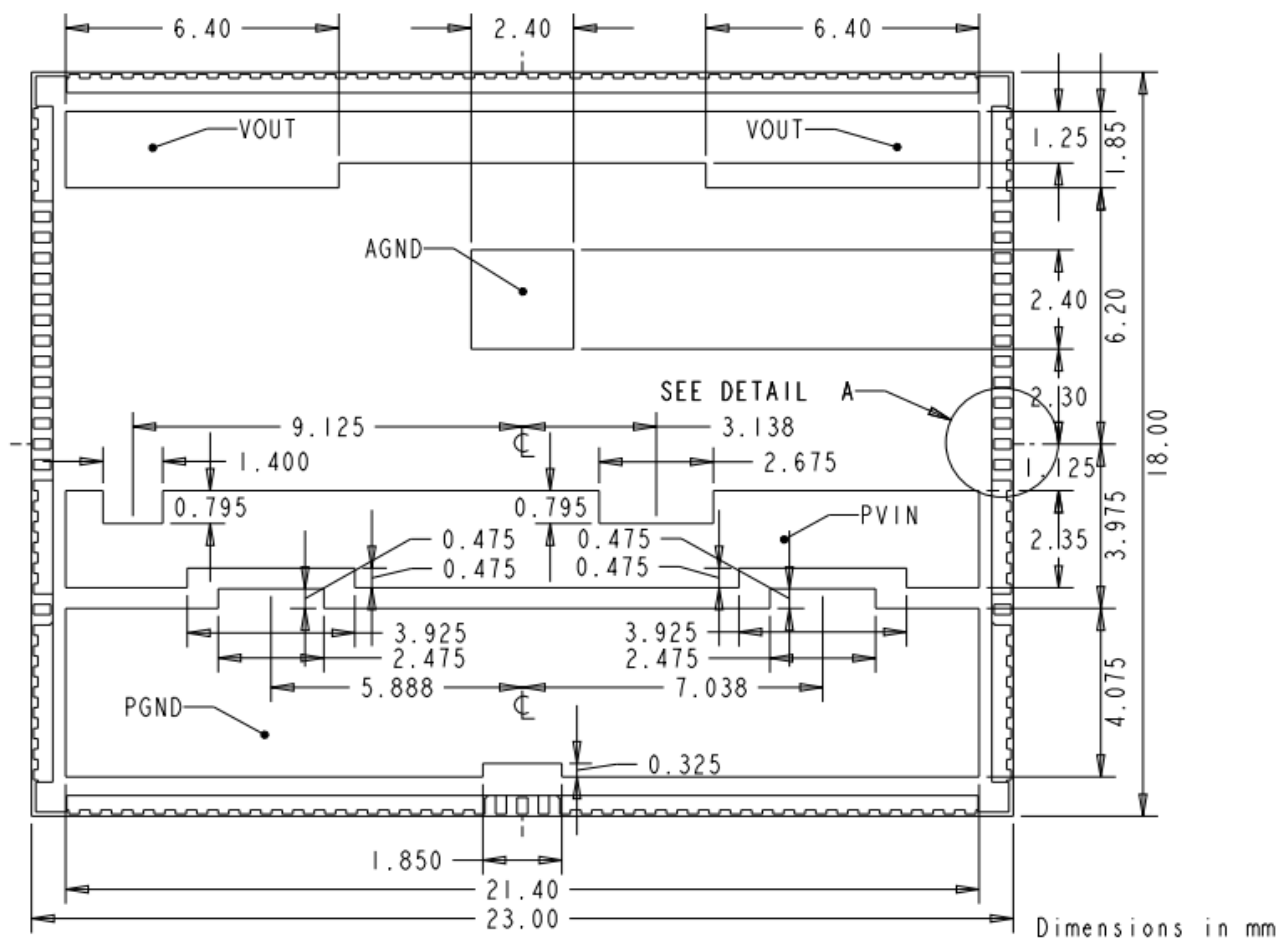 6.40 2.40 6.40
VOUT VOUT 1.25 1.85
AGND
2.40 6.20
SEE DETAIL A 2.30
9.125 ℄ 3.138 18.00
1.400 2.675 1.125
0.795 0.795 PVIN 3.975
0.475 0.475 2.35
0.475 0.475
3.925 3.925
2.475 2.475
5.888 ℄ 7.038 4.075
PGND
0.325
1.850
21.40
23.00
Dimensions in mm